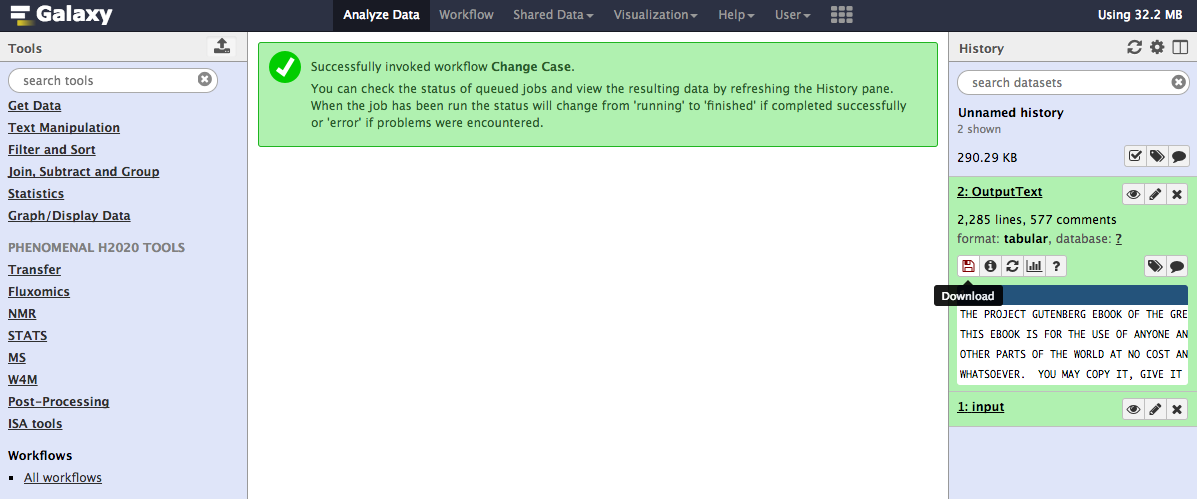 Galaxy
Analyze Data Workflow Shared Data Visualization Help User
Using 32.2 MB
Tools
search tools
Get Data
Text Manipulation
Filter and Sort
Join, Subtract and Group
Statistics
Graph/Display Data
PHENOMENAL H2020 TOOLS
Transfer
Fluxomics
NMR
STATS
MS
W4M
Post-Processing
ISA tools
Workflows
All workflows
Successfully invoked workflow Change Case.
You can check the status of queued jobs and view the resulting data by refreshing the History pane.
When the job has been run the status will change from 'running' to 'finished' if completed successfully
or 'error' if problems were encountered.
History
search datasets
Unnamed history
2 shown
290.29 KB
2: OutputText
2,285 lines, 577 comments
format: tabular, database: ?
?
Download
THE PROJECT GUTENBERG EBOOK OF THE GRE
THIS EBOOK IS FOR THE USE OF ANYONE AN
OTHER PARTS OF THE WORLD AT NO COST AN
WHATSOEVER. YOU MAY COPY IT, GIVE IT
1: input